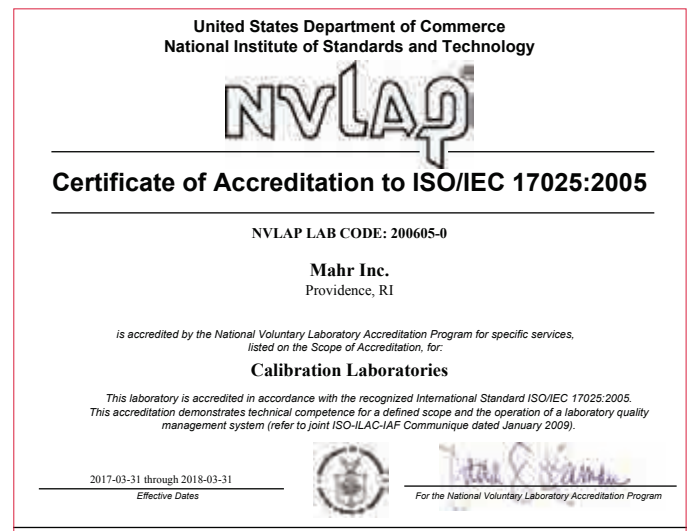 United States Department of Commerce
National Institute of Standards and Technology
NVLAP
Certificate of Accreditation to ISO/IEC 17025:2005
NVLAP LAB CODE: 200605-0
Mahr Inc.
Providence, RI
is accredited by the National Voluntary Laboratory Accreditation Program for specific services,
listed on the Scope of Accreditation, for:
Calibration Laboratories
This laboratory is accredited in accordance with the recognized International Standard ISO/IEC 17025:2005.
This accreditation demonstrates technical competence for a defined scope and the operation of a laboratory quality
management system (refer to joint ISO-ILAC-IAF Communique dated January 2009).
2017-03-31 through 2018-03-31
Effective Dates
For the National Voluntary Laboratory Accreditation Program